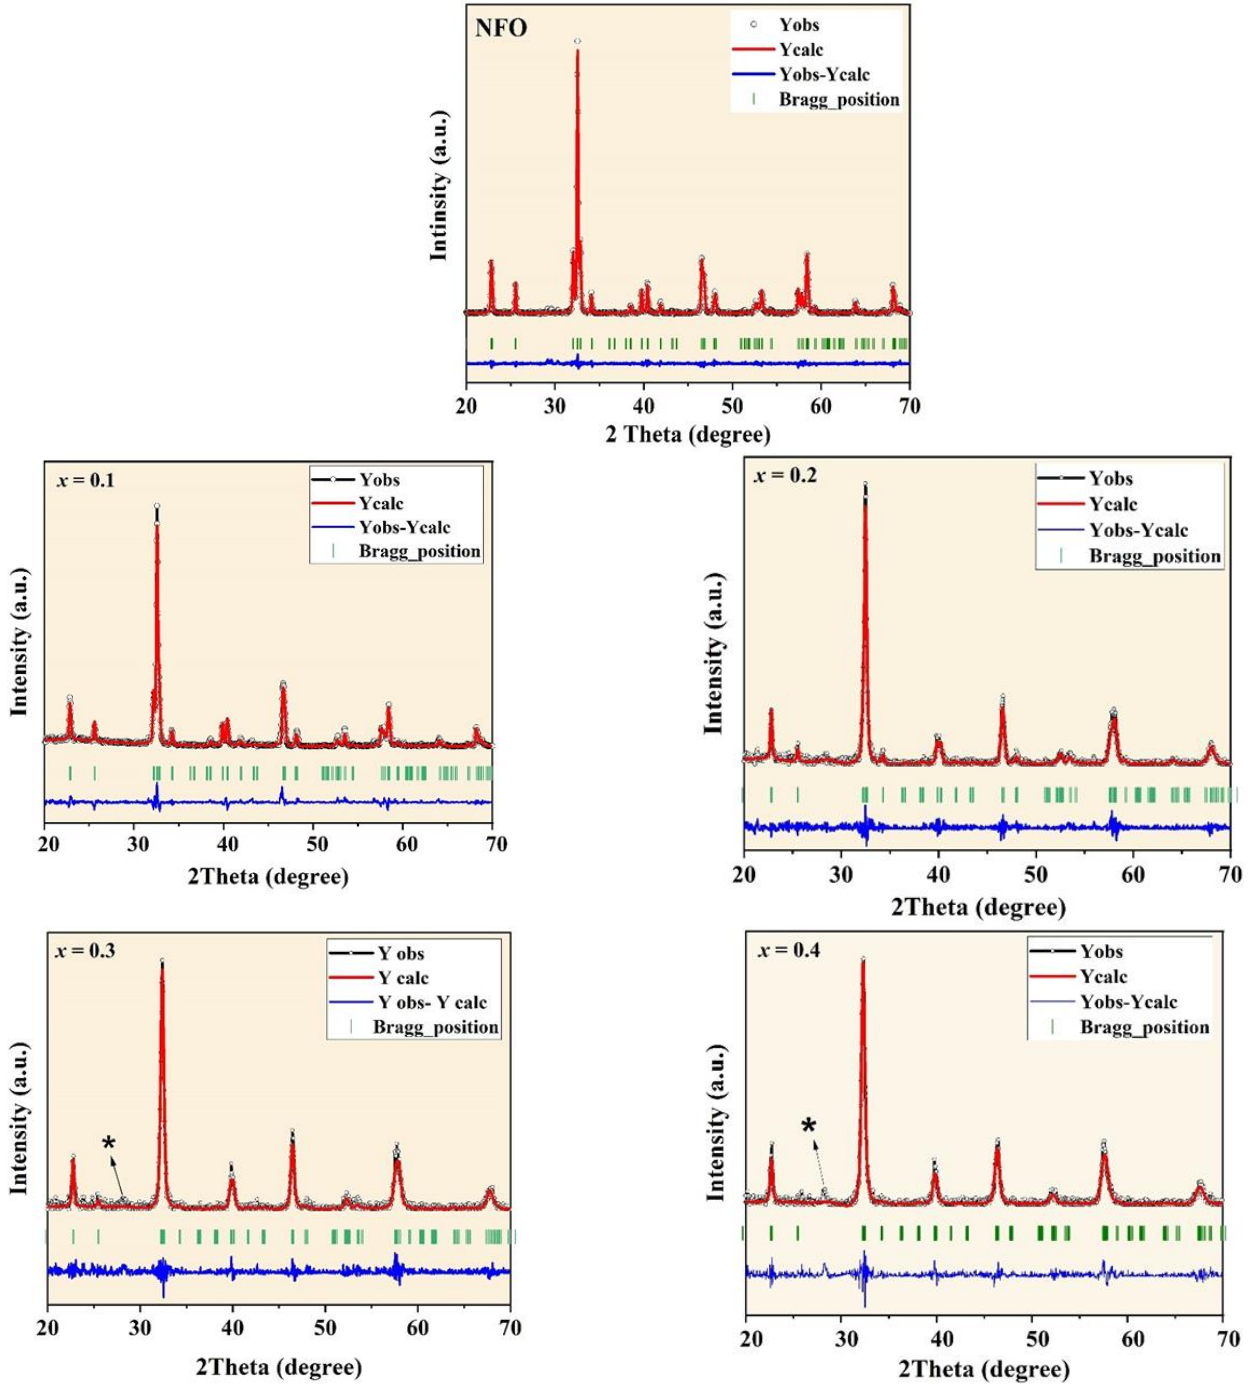 NFO
Yobs
Ycalc
Yobs-Ycalc
Bragg_position
Intinsity (a.u.)
20 30 40 50 60 70
2 Theta (degree)
x = 0.1
Yobs
Ycalc
Yobs-Ycalc
Bragg_position
Intensity (a.u.)
20 30 40 50 60 70
2Theta (degree)
x = 0.2
Yobs
Ycalc
Yobs-Ycalc
Bragg_position
Intensity (a.u.)
20 30 40 50 60 70
2Theta (degree)
x = 0.3
Y obs
Y calc
Y obs- Y calc
Bragg_position
*
Intensity (a.u.)
20 30 40 50 60 70
2Theta (degree)
x = 0.4
Yobs
Ycalc
Yobs-Ycalc
Bragg_position
*
Intensity (a.u.)
20 30 40 50 60 70
2Theta (degree)